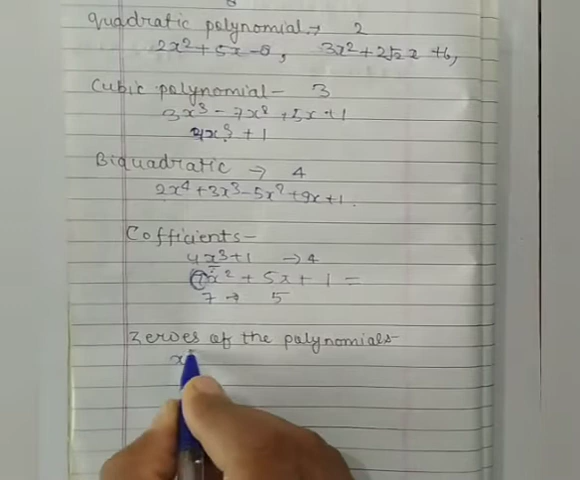 Quadratic polynomial → 2
2x² + 5x - 8, 3x² + 2√2 x + 6,
Cubic polynomial - 3
3x³ - 7x² + 5x + 1
4x³ + 1
Biquadratic → 4
2x⁴ + 3x³ - 5x² + 9x + 1.
Cofficients -
4x³ + 1 → 4
7x² + 5x + 1 =
7 → 5
Zeroes of the polynomials -
x